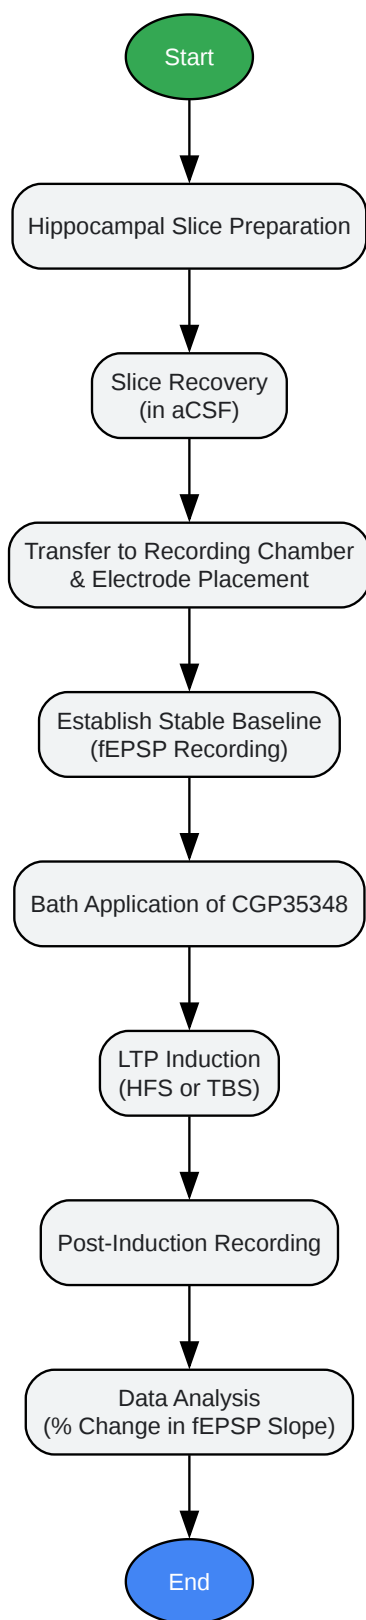 Start
Hippocampal Slice Preparation
Slice Recovery
(in aCSF)
Transfer to Recording Chamber
& Electrode Placement
Establish Stable Baseline
(fEPSP Recording)
Bath Application of CGP35348
LTP Induction
(HFS or TBS)
Post-Induction Recording
Data Analysis
(% Change in fEPSP Slope)
End